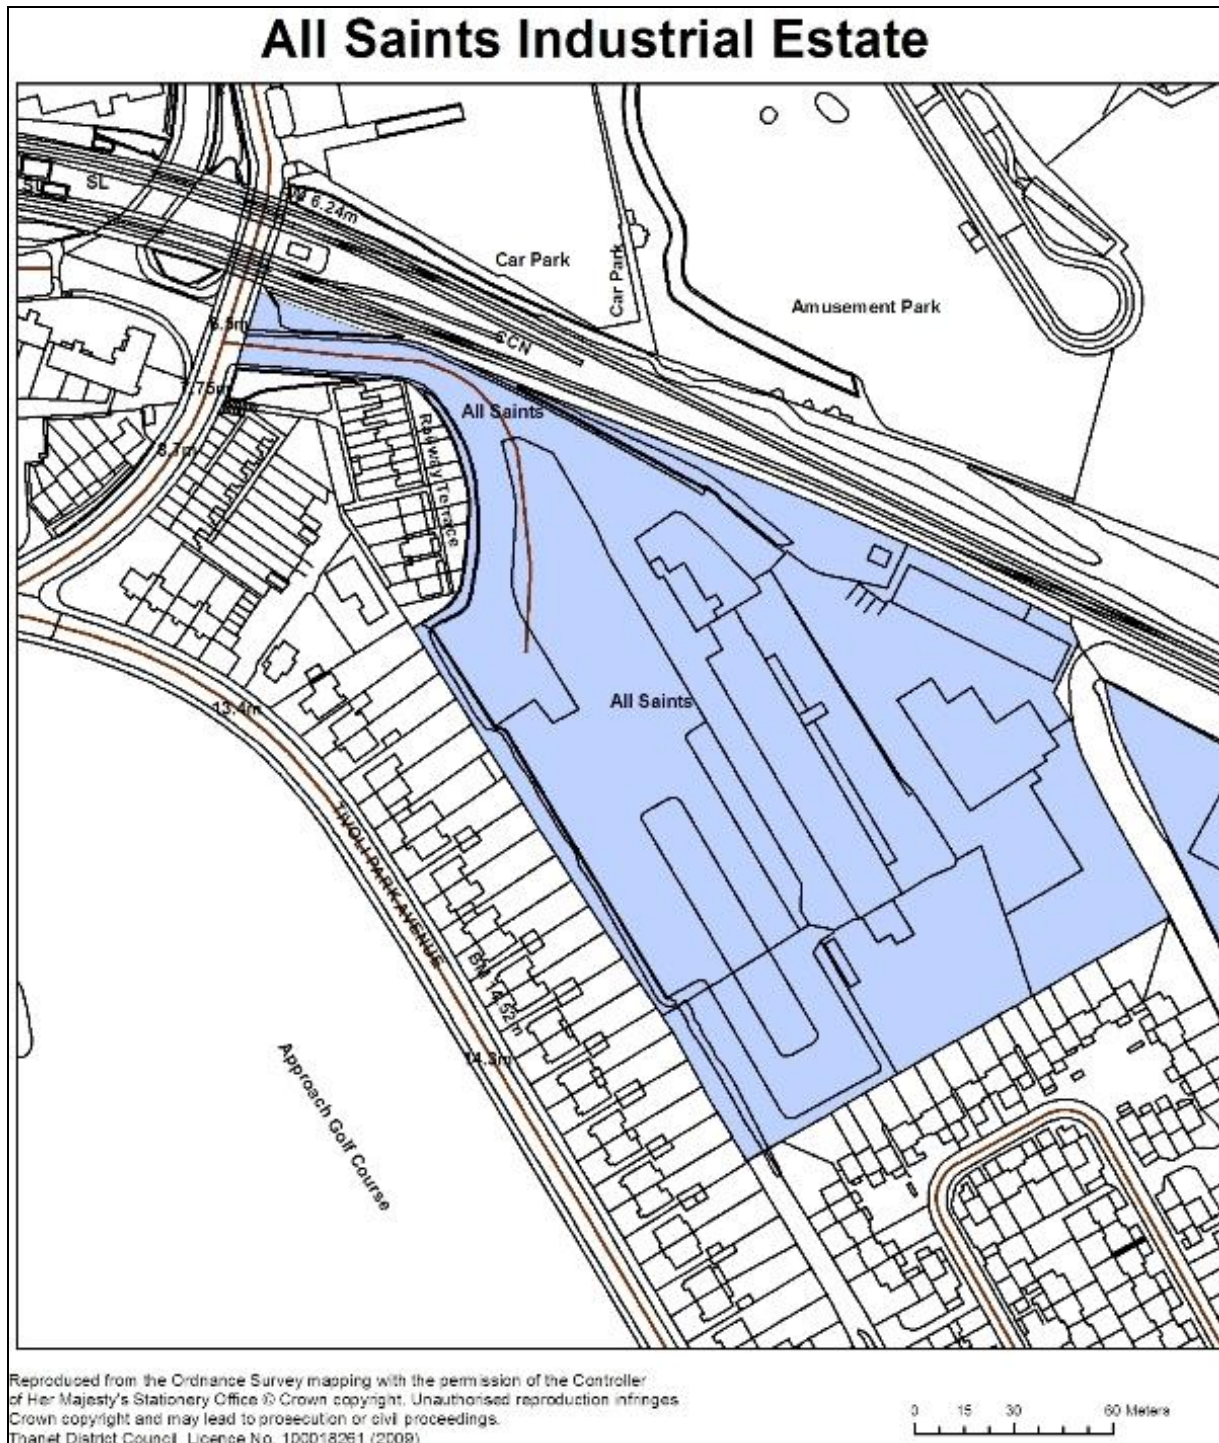 All Saints Industrial Estate
SL
6.24m
Car Park
Car Park
Amusement Park
CCN
6.5m
7.75m
All Saints
Railway Terrace
8.7m
All Saints
13.4m
TIVOLI PARK AVENUE
BM 14.52m
14.3m
Approach Golf Course
Reproduced from the Ordnance Survey mapping with the permission of the Controller
of Her Majesty's Stationery Office © Crown copyright. Unauthorised reproduction infringes
Crown copyright and may lead to prosecution or civil proceedings.
Thanet District Council Licence No. 100018261 (2009)
0 15 30 60 Meters